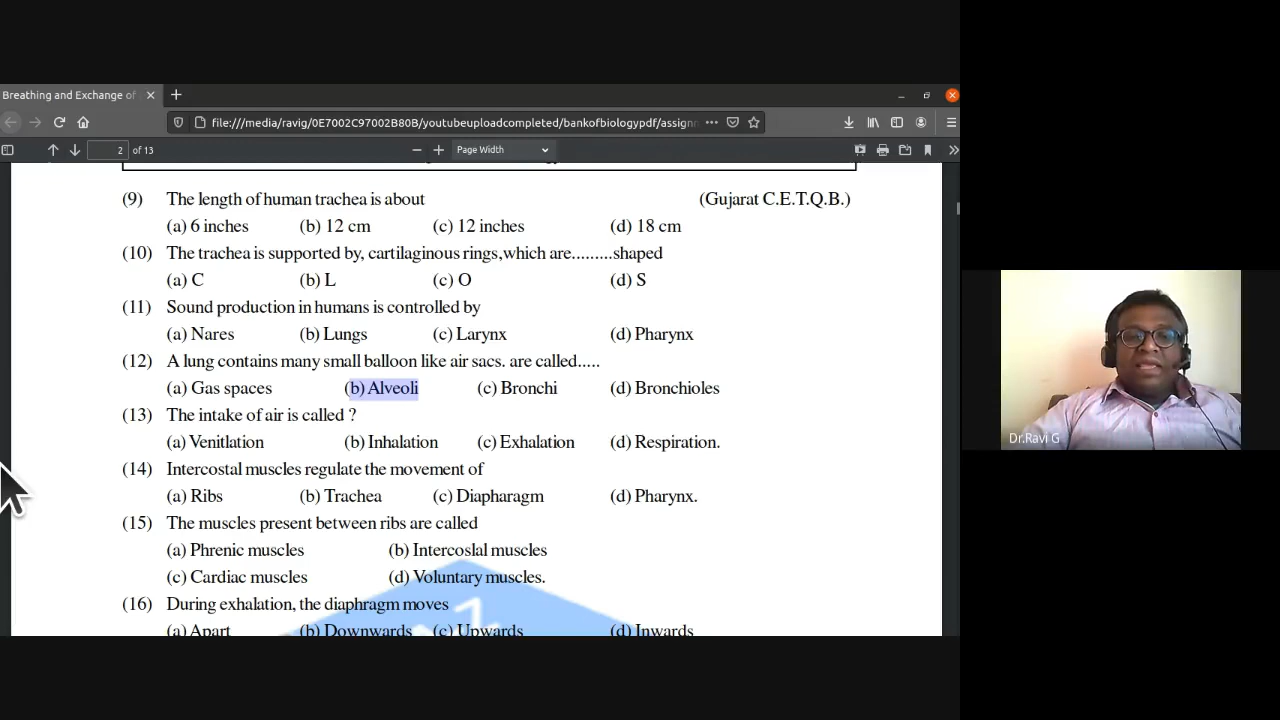 Breathing and Exchange of
file:///media/ravig/0E7002C97002B80B/youtubeuploadcompleted/bankofbiologypdf/assign
2 of 13
Page Width
(9) The length of human trachea is about (Gujarat C.E.T.Q.B.)
(a) 6 inches (b) 12 cm (c) 12 inches (d) 18 cm
(10) The trachea is supported by, cartilaginous rings,which are.........shaped
(a) C (b) L (c) O (d) S
(11) Sound production in humans is controlled by
(a) Nares (b) Lungs (c) Larynx (d) Pharynx
(12) A lung contains many small balloon like air sacs. are called.....
(a) Gas spaces (b) Alveoli (c) Bronchi (d) Bronchioles
(13) The intake of air is called ?
(a) Venitlation (b) Inhalation (c) Exhalation (d) Respiration.
(14) Intercostal muscles regulate the movement of
(a) Ribs (b) Trachea (c) Diapharagm (d) Pharynx.
(15) The muscles present between ribs are called
(a) Phrenic muscles (b) Intercoslal muscles
(c) Cardiac muscles (d) Voluntary muscles.
(16) During exhalation, the diaphragm moves
(a) Apart (b) Downwards (c) Upwards (d) Inwards
Dr.Ravi G